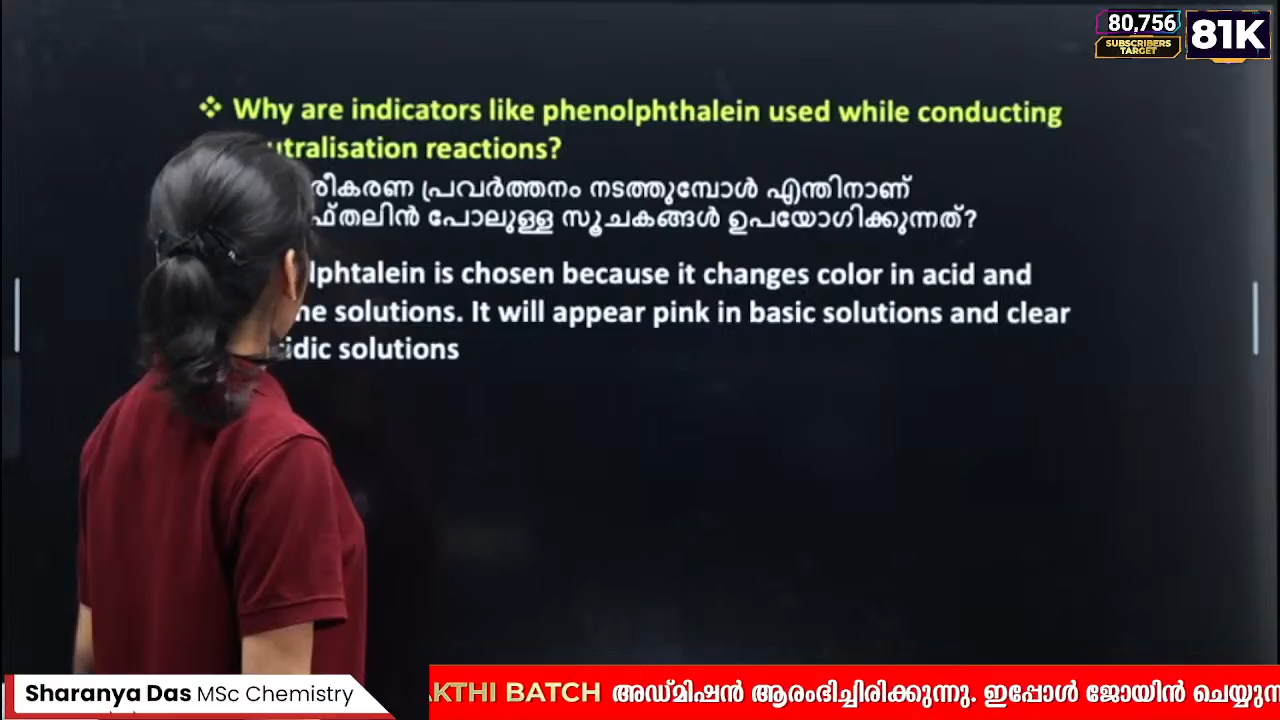 80,756
SUBSCRIBERS
TARGET
81K
❖ Why are indicators like phenolphthalein used while conducting
utralisation reactions?
രീകരണ പ്രവർത്തനം നടത്തുമ്പോൾ എന്തിനാണ്
ഫ്തലിൻ പോലുള്ള സൂചകങ്ങൾ ഉപയോഗിക്കുന്നത്?
lphtalein is chosen because it changes color in acid and
ne solutions. It will appear pink in basic solutions and clear
idic solutions
Sharanya Das MSc Chemistry
AKTHI BATCH അഡ്മിഷൻ ആരംഭിച്ചിരിക്കുന്നു. ഇപ്പോൾ ജോയിൻ ചെയ്യുന